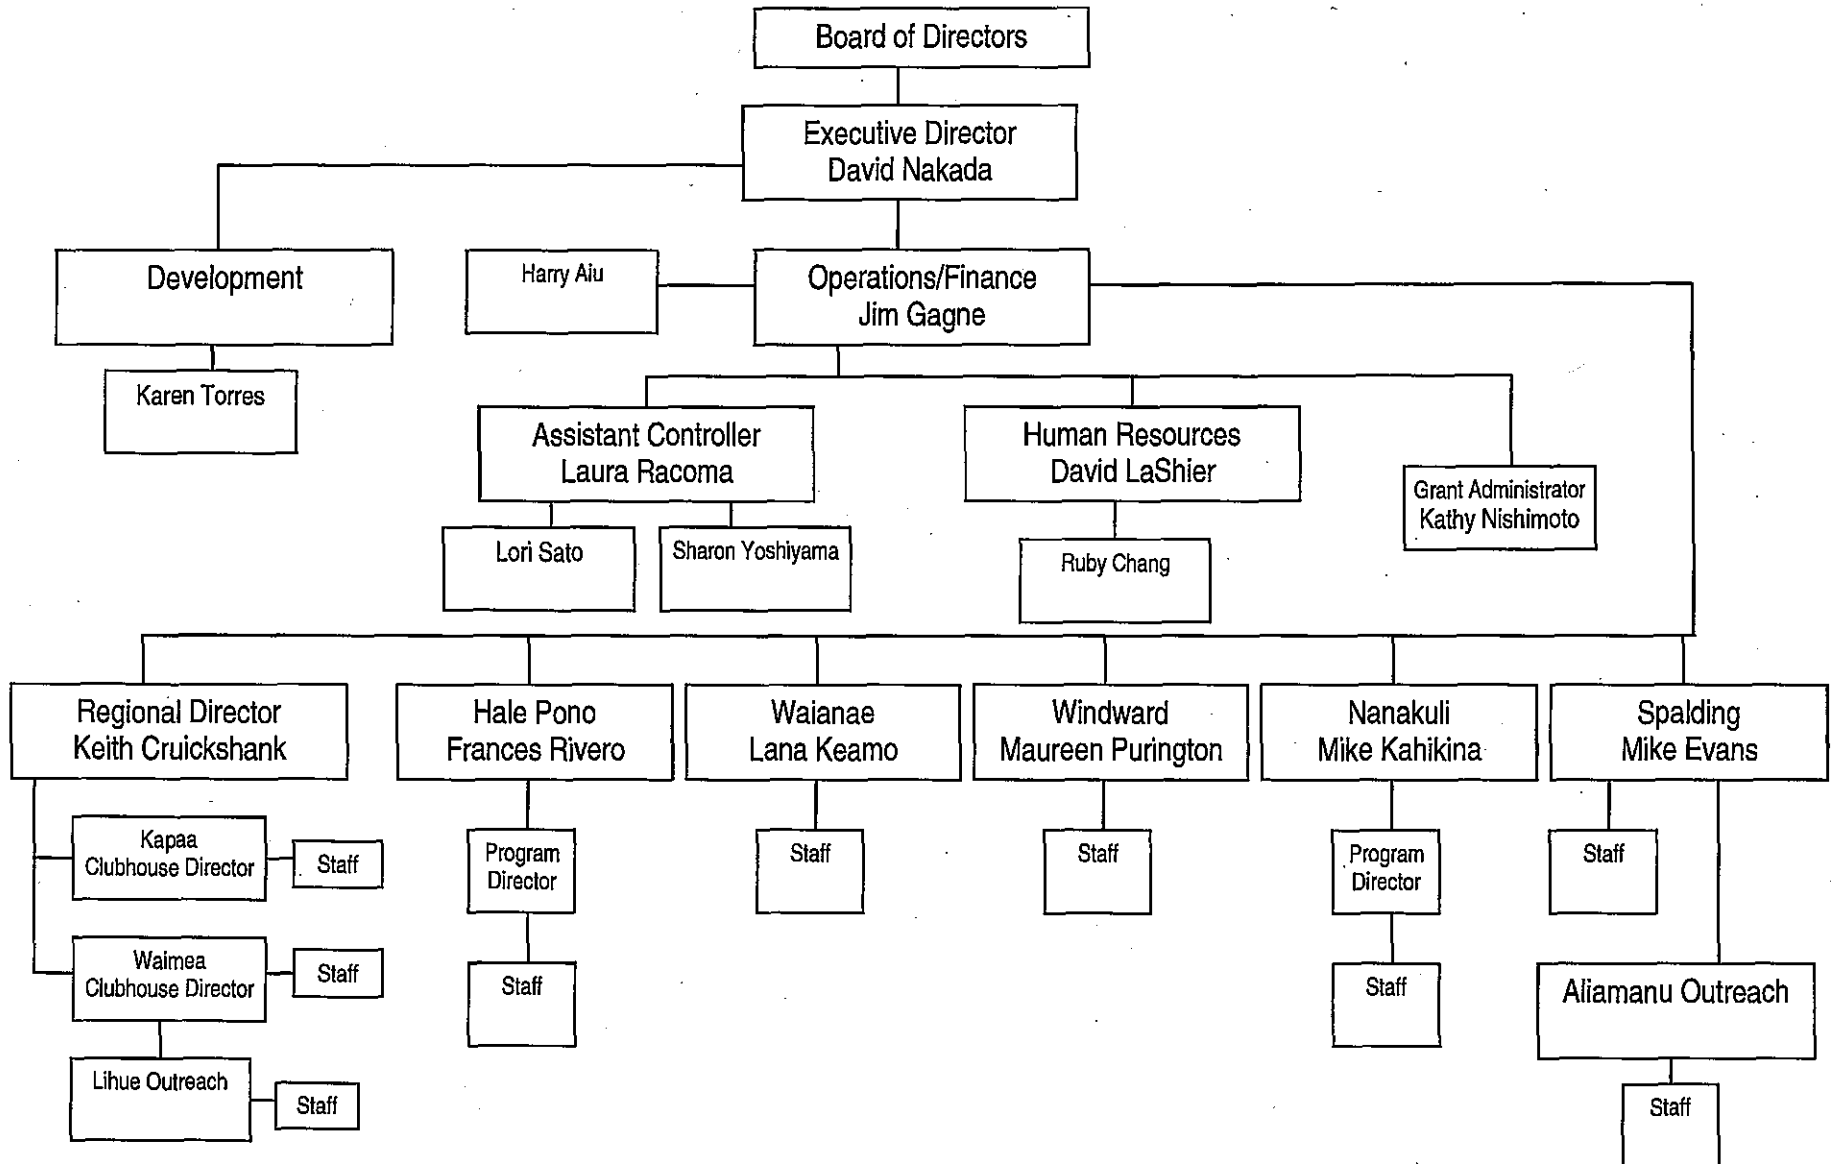 Board of Directors
Executive Director
David Nakada
Development
Harry Aiu
Operations/Finance
Jim Gagne
Karen Torres
Assistant Controller
Laura Racoma
Human Resources
David LaShier
Grant Administrator
Kathy Nishimoto
Lori Sato
Sharon Yoshiyama
Ruby Chang
Regional Director
Keith Cruickshank
Hale Pono
Frances Rivero
Waianae
Lana Keamo
Windward
Maureen Purington
Nanakuli
Mike Kahikina
Spalding
Mike Evans
Kapaa
Clubhouse Director
Staff
Program
Director
Staff
Staff
Program
Director
Staff
Waimea
Clubhouse Director
Staff
Staff
Staff
Aliamanu Outreach
Lihue Outreach
Staff
Staff